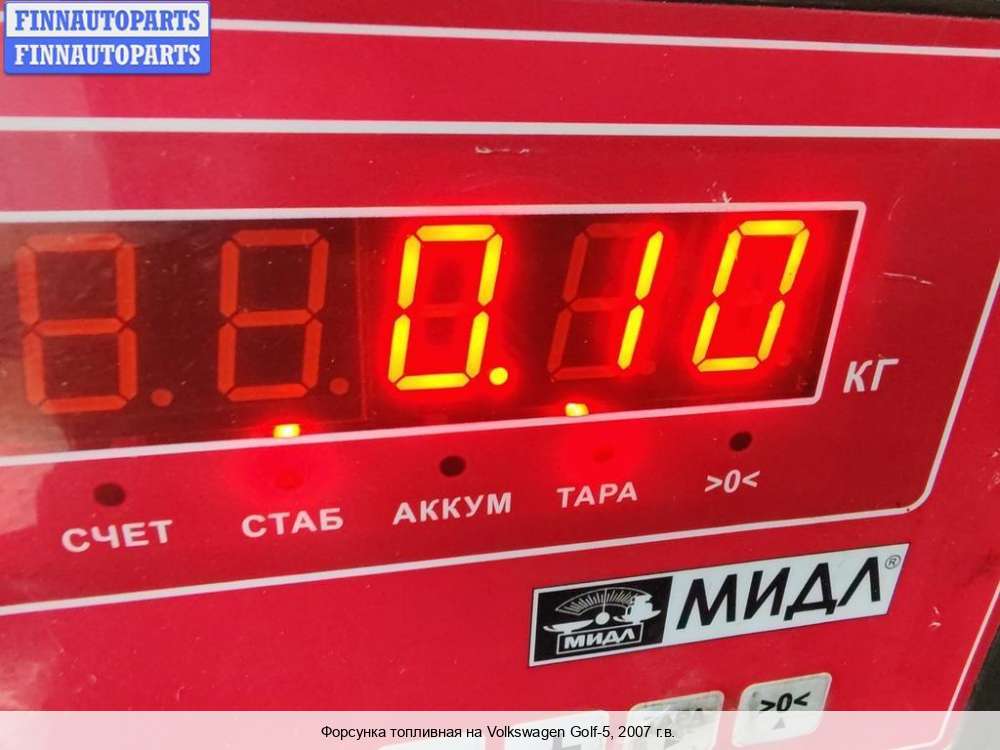 FINNAUTOPARTS
FINNAUTOPARTS
0.10
КГ
СЧЕТ СТАБ АККУМ ТАРА >0<
МИДЛ МИДЛ®
ТАРА >0<
Форсунка топливная на Volkswagen Golf-5, 2007 г.в.